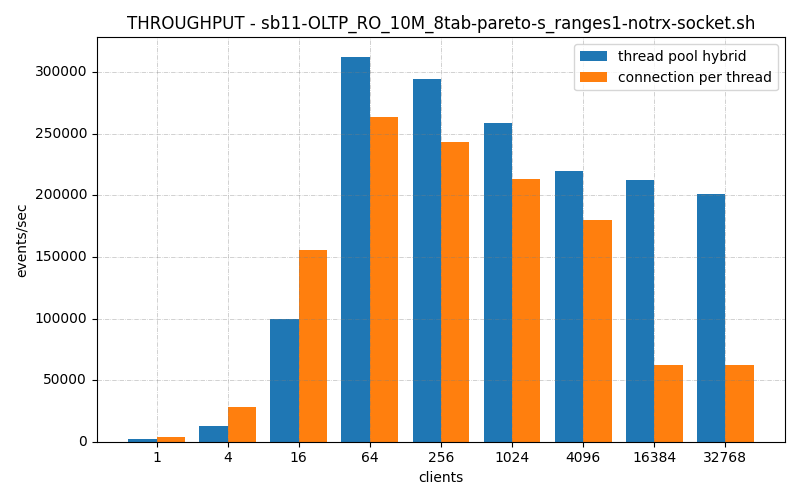 THROUGHPUT - sb11-OLTP_RO_10M_8tab-pareto-s_ranges1-notrx-socket.sh
thread pool hybrid
connection per thread
300000
250000
200000
150000
100000
50000
0
events/sec
1 4 16 64 256 1024 4096 16384 32768
clients